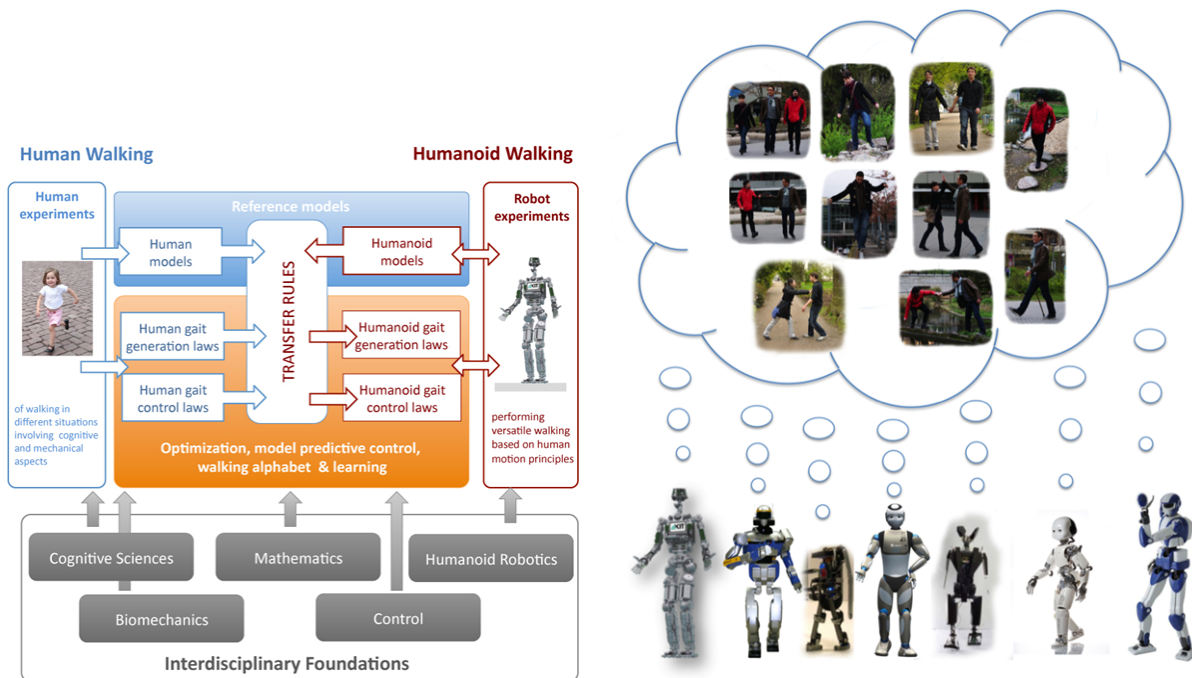 Human Walking
Humanoid Walking
Human
experiments
of walking in
different situations
involving cognitive
and mechanical
aspects
Reference models
Human
models
Humanoid
models
TRANSFER RULES
Human gait
generation laws
Humanoid gait
generation laws
Human gait
control laws
Humanoid gait
control laws
Optimization, model predictive control,
walking alphabet & learning
Robot
experiments
performing
versatile walking
based on human
motion principles
Cognitive Sciences
Mathematics
Humanoid Robotics
Biomechanics
Control
Interdisciplinary Foundations